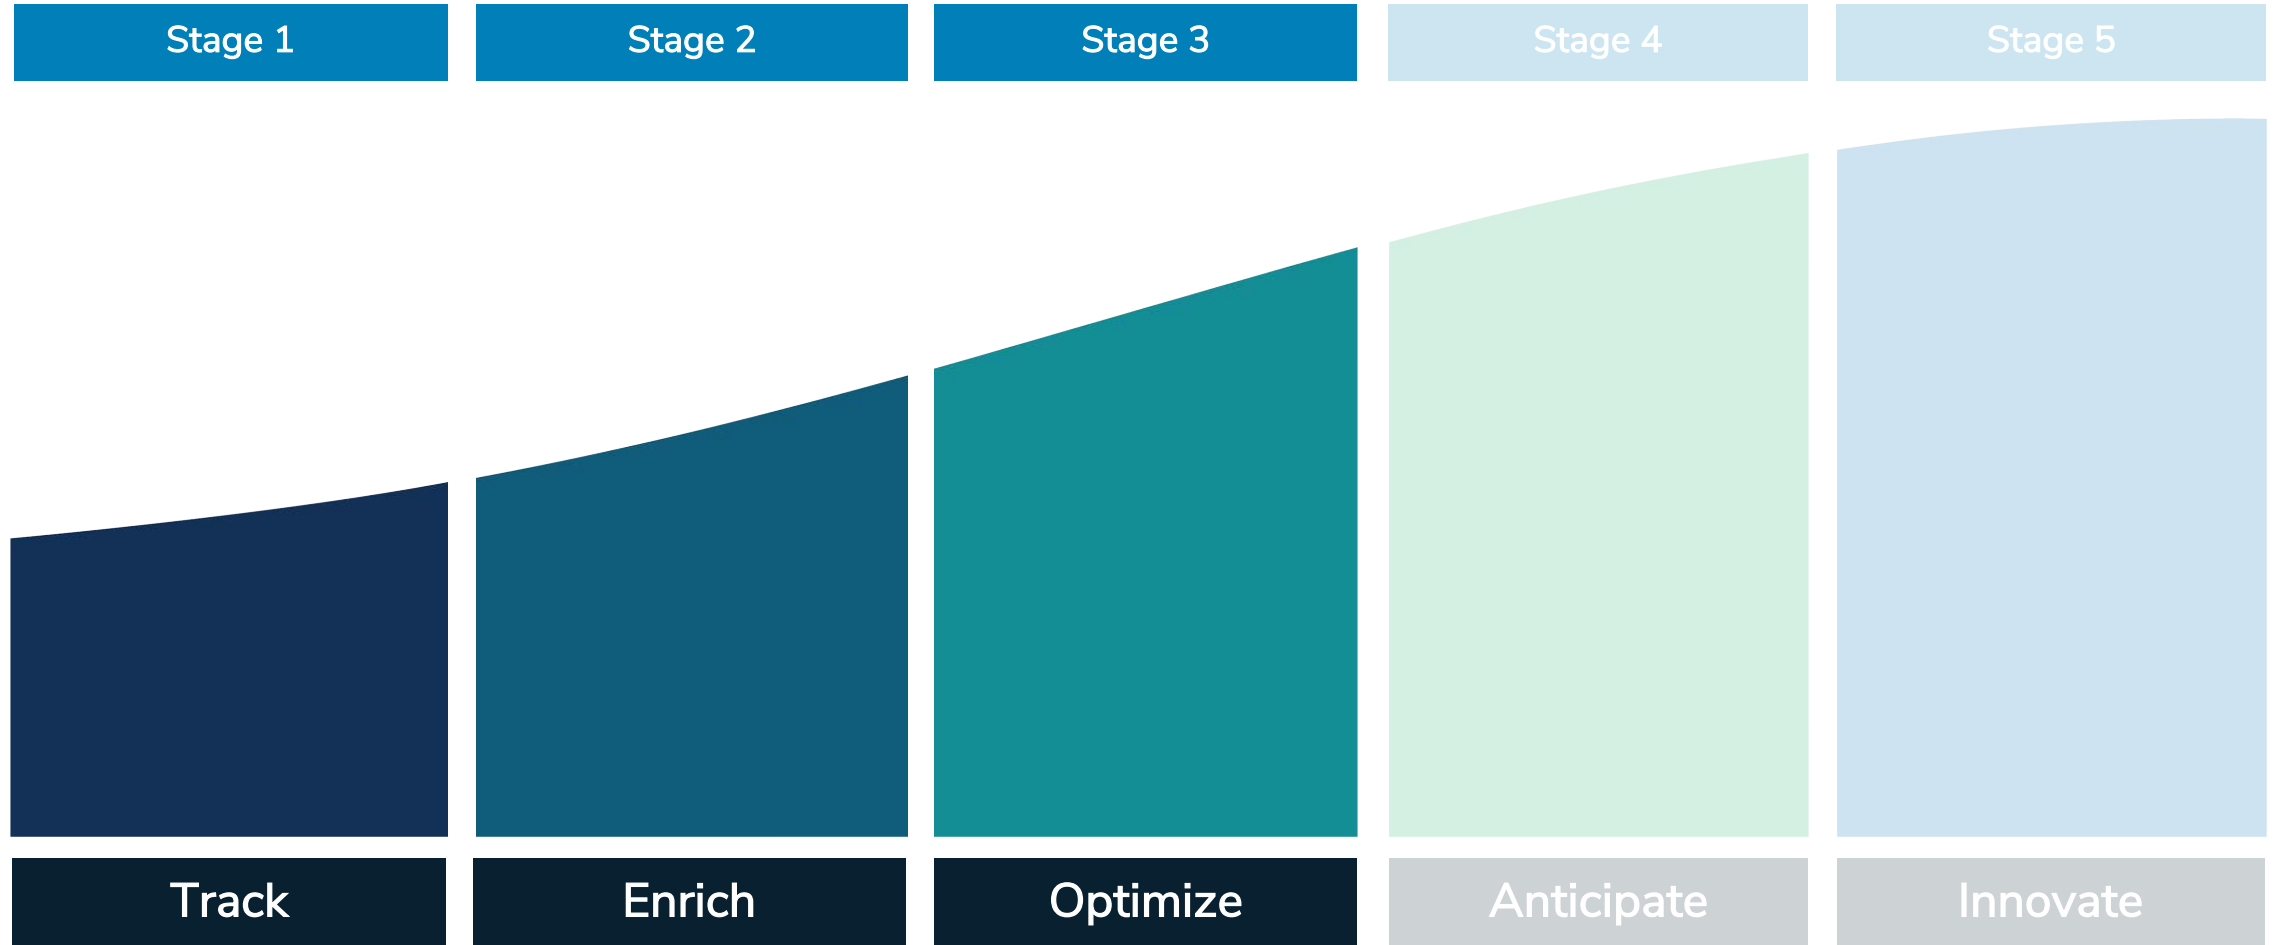 Stage 1
Stage 2
Stage 3
Stage 4
Stage 5
Track
Enrich
Optimize
Anticipate
Innovate